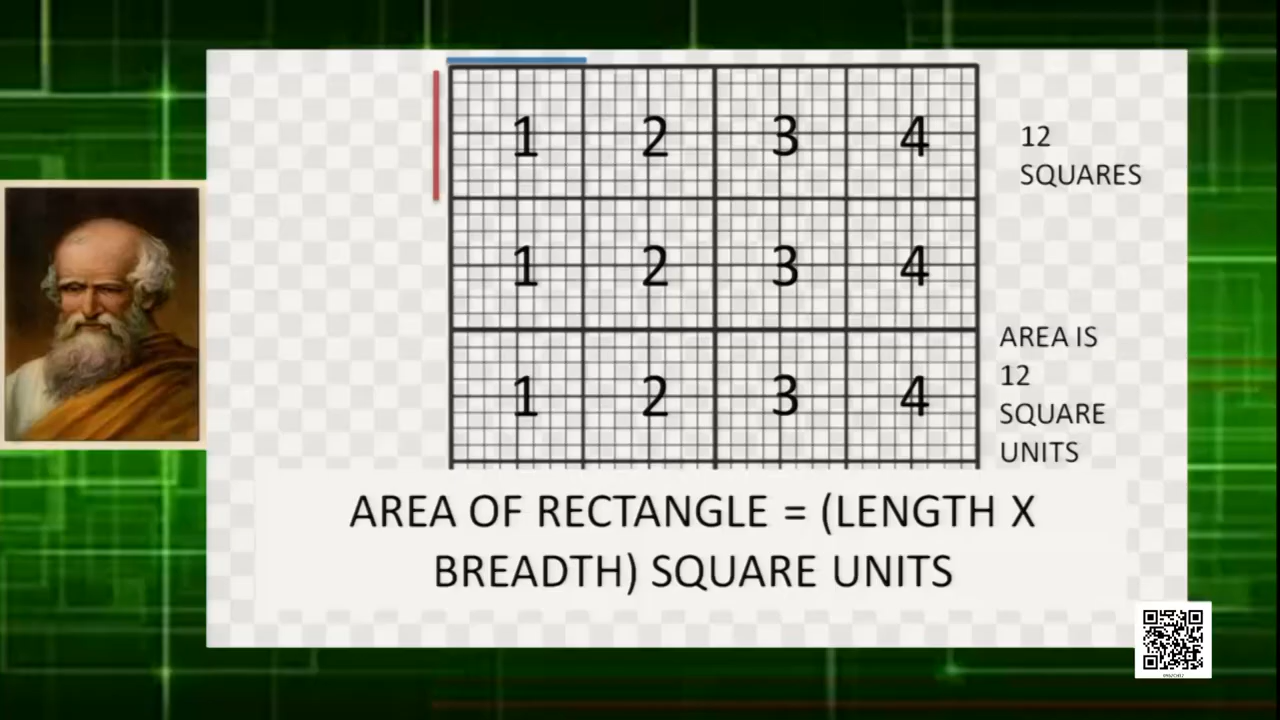 1 2 3 4
12
SQUARES
1 2 3 4
AREA IS
12
SQUARE
UNITS
1 2 3 4
AREA OF RECTANGLE = (LENGTH X
BREADTH) SQUARE UNITS